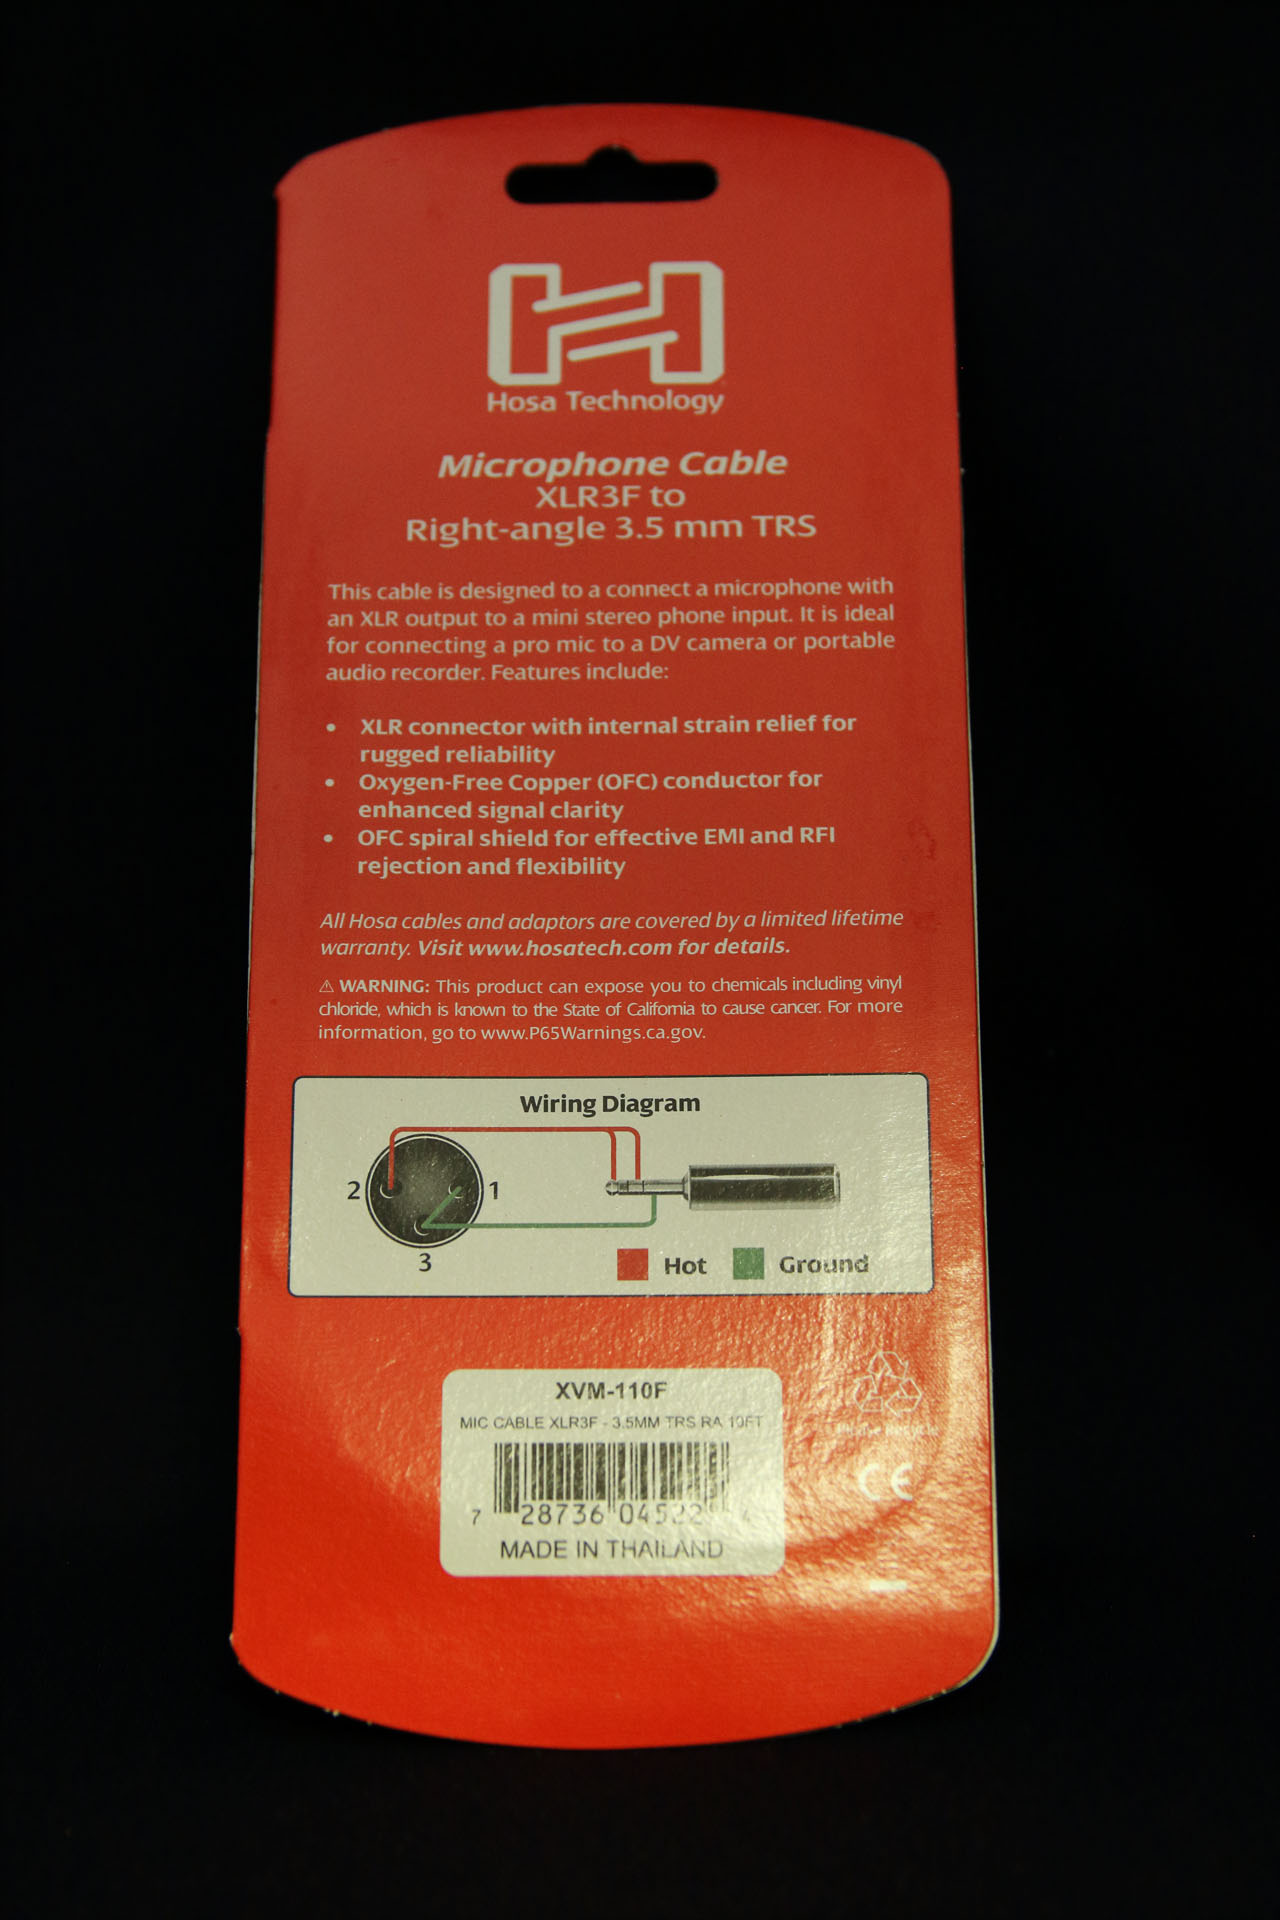 Hosa Technology
Microphone Cable
XLR3F to
Right-angle 3.5 mm TRS
This cable is designed to a connect a microphone with
an XLR output to a mini stereo phone input. It is ideal
for connecting a pro mic to a DV camera or portable
audio recorder. Features include:
• XLR connector with internal strain relief for
rugged reliability
• Oxygen-Free Copper (OFC) conductor for
enhanced signal clarity
• OFC spiral shield for effective EMI and RFI
rejection and flexibility
All Hosa cables and adaptors are covered by a limited lifetime
warranty. Visit www.hosatech.com for details.
⚠ WARNING: This product can expose you to chemicals including vinyl
chloride, which is known to the State of California to cause cancer. For more
information, go to www.P65Warnings.ca.gov.
Wiring Diagram
2
1
3
Hot
Ground
XVM-110F
MIC CABLE XLR3F - 3.5MM TRS RA 10FT
7 28736 04522 4
MADE IN THAILAND
Please Recycle
CE